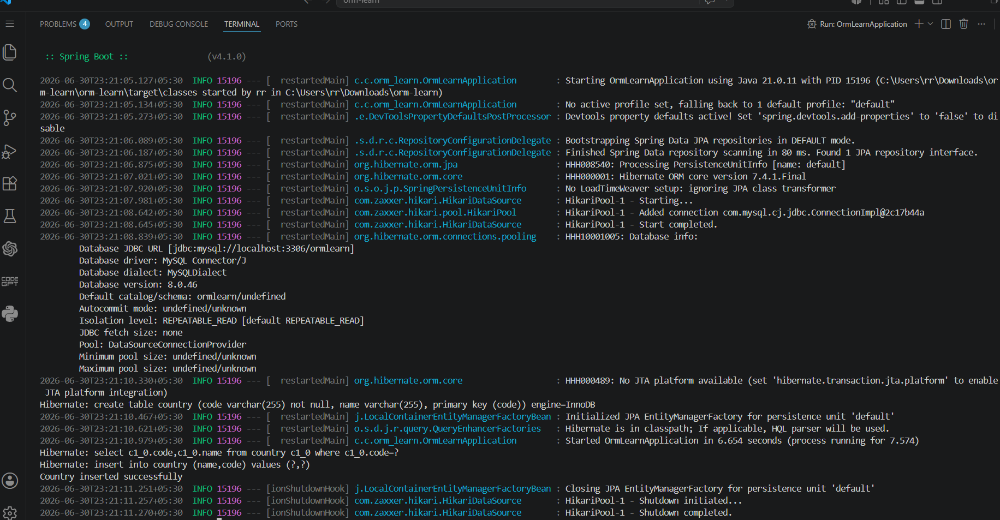 orm-learn
PROBLEMS 4 OUTPUT DEBUG CONSOLE TERMINAL PORTS Run: OrmLearnApplication
:: Spring Boot :: (v4.1.0)
2026-06-30T23:21:05.127+05:30 INFO 15196 --- [ restartedMain] c.c.orm_learn.OrmLearnApplication : Starting OrmLearnApplication using Java 21.0.11 with PID 15196 (C:\Users\rr\Downloads\or
m-learn\orm-learn\target\classes started by rr in C:\Users\rr\Downloads\orm-learn)
2026-06-30T23:21:05.134+05:30 INFO 15196 --- [ restartedMain] c.c.orm_learn.OrmLearnApplication : No active profile set, falling back to 1 default profile: "default"
2026-06-30T23:21:05.273+05:30 INFO 15196 --- [ restartedMain] .e.DevToolsPropertyDefaultsPostProcessor : Devtools property defaults active! Set 'spring.devtools.add-properties' to 'false' to di
sable
2026-06-30T23:21:06.089+05:30 INFO 15196 --- [ restartedMain] .s.d.r.c.RepositoryConfigurationDelegate : Bootstrapping Spring Data JPA repositories in DEFAULT mode.
2026-06-30T23:21:06.187+05:30 INFO 15196 --- [ restartedMain] .s.d.r.c.RepositoryConfigurationDelegate : Finished Spring Data repository scanning in 80 ms. Found 1 JPA repository interface.
2026-06-30T23:21:06.875+05:30 INFO 15196 --- [ restartedMain] org.hibernate.orm.jpa : HHH008540: Processing PersistenceUnitInfo [name: default]
2026-06-30T23:21:07.021+05:30 INFO 15196 --- [ restartedMain] org.hibernate.orm.core : HHH000001: Hibernate ORM core version 7.4.1.Final
2026-06-30T23:21:07.920+05:30 INFO 15196 --- [ restartedMain] o.s.o.j.p.SpringPersistenceUnitInfo : No LoadTimeWeaver setup: ignoring JPA class transformer
2026-06-30T23:21:07.981+05:30 INFO 15196 --- [ restartedMain] com.zaxxer.hikari.HikariDataSource : HikariPool-1 - Starting...
2026-06-30T23:21:08.642+05:30 INFO 15196 --- [ restartedMain] com.zaxxer.hikari.pool.HikariPool : HikariPool-1 - Added connection com.mysql.cj.jdbc.ConnectionImpl@2c17b44a
2026-06-30T23:21:08.645+05:30 INFO 15196 --- [ restartedMain] com.zaxxer.hikari.HikariDataSource : HikariPool-1 - Start completed.
2026-06-30T23:21:08.839+05:30 INFO 15196 --- [ restartedMain] org.hibernate.orm.connections.pooling : HHH10001005: Database info:
Database JDBC URL [jdbc:mysql://localhost:3306/ormlearn]
Database driver: MySQL Connector/J
Database dialect: MySQLDialect
Database version: 8.0.46
Default catalog/schema: ormlearn/undefined
Autocommit mode: undefined/unknown
Isolation level: REPEATABLE_READ [default REPEATABLE_READ]
JDBC fetch size: none
Pool: DataSourceConnectionProvider
Minimum pool size: undefined/unknown
Maximum pool size: undefined/unknown
2026-06-30T23:21:10.330+05:30 INFO 15196 --- [ restartedMain] org.hibernate.orm.core : HHH000489: No JTA platform available (set 'hibernate.transaction.jta.platform' to enable
JTA platform integration)
Hibernate: create table country (code varchar(255) not null, name varchar(255), primary key (code)) engine=InnoDB
2026-06-30T23:21:10.467+05:30 INFO 15196 --- [ restartedMain] j.LocalContainerEntityManagerFactoryBean : Initialized JPA EntityManagerFactory for persistence unit 'default'
2026-06-30T23:21:10.621+05:30 INFO 15196 --- [ restartedMain] o.s.d.j.r.query.QueryEnhancerFactories : Hibernate is in classpath; If applicable, HQL parser will be used.
2026-06-30T23:21:10.979+05:30 INFO 15196 --- [ restartedMain] c.c.orm_learn.OrmLearnApplication : Started OrmLearnApplication in 6.654 seconds (process running for 7.574)
Hibernate: select c1_0.code,c1_0.name from country c1_0 where c1_0.code=?
Hibernate: insert into country (name,code) values (?,?)
Country inserted successfully
2026-06-30T23:21:11.251+05:30 INFO 15196 --- [ionShutdownHook] j.LocalContainerEntityManagerFactoryBean : Closing JPA EntityManagerFactory for persistence unit 'default'
2026-06-30T23:21:11.257+05:30 INFO 15196 --- [ionShutdownHook] com.zaxxer.hikari.HikariDataSource : HikariPool-1 - Shutdown initiated...
2026-06-30T23:21:11.270+05:30 INFO 15196 --- [ionShutdownHook] com.zaxxer.hikari.HikariDataSource : HikariPool-1 - Shutdown completed.
CODE
GPT